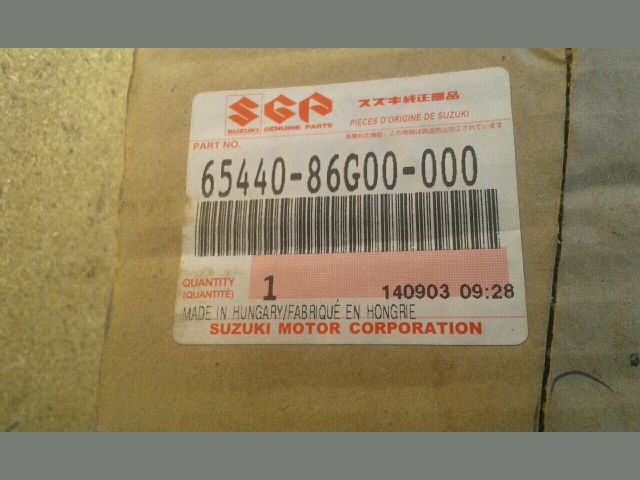 SGP
スズキ純正部品
SUZUKI GENUINE PARTS
PIÈCES D'ORIGINE DE SUZUKI
PART NO.
65440-86G00-000
QUANTITY
(QUANTITÉ)
1
140903 09:28
MADE IN HUNGARY/FABRIQUÉ EN HONGRIE
SUZUKI MOTOR CORPORATION